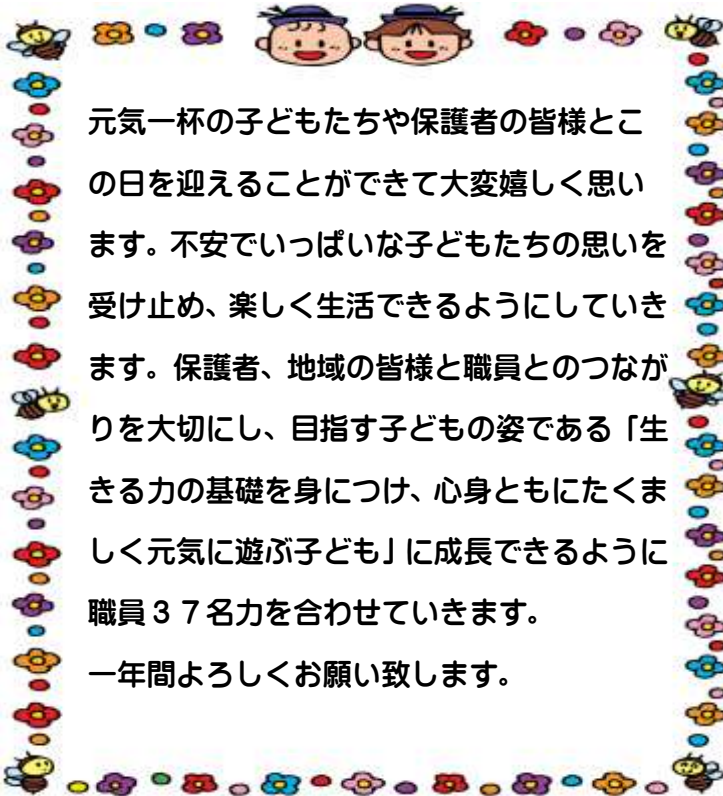 元気一杯の子どもたちや保護者の皆様とこ
の日を迎えることができて大変嬉しく思い
ます。不安でいっぱいな子どもたちの思いを
受け止め、楽しく生活できるようにしていき
ます。保護者、地域の皆様と職員とのつなが
りを大切にし、目指す子どもの姿である「生
きる力の基礎を身につけ、心身ともにたくま
しく元気に遊ぶ子ども」に成長できるように
職員３７名力を合わせていきます。
一年間よろしくお願い致します。